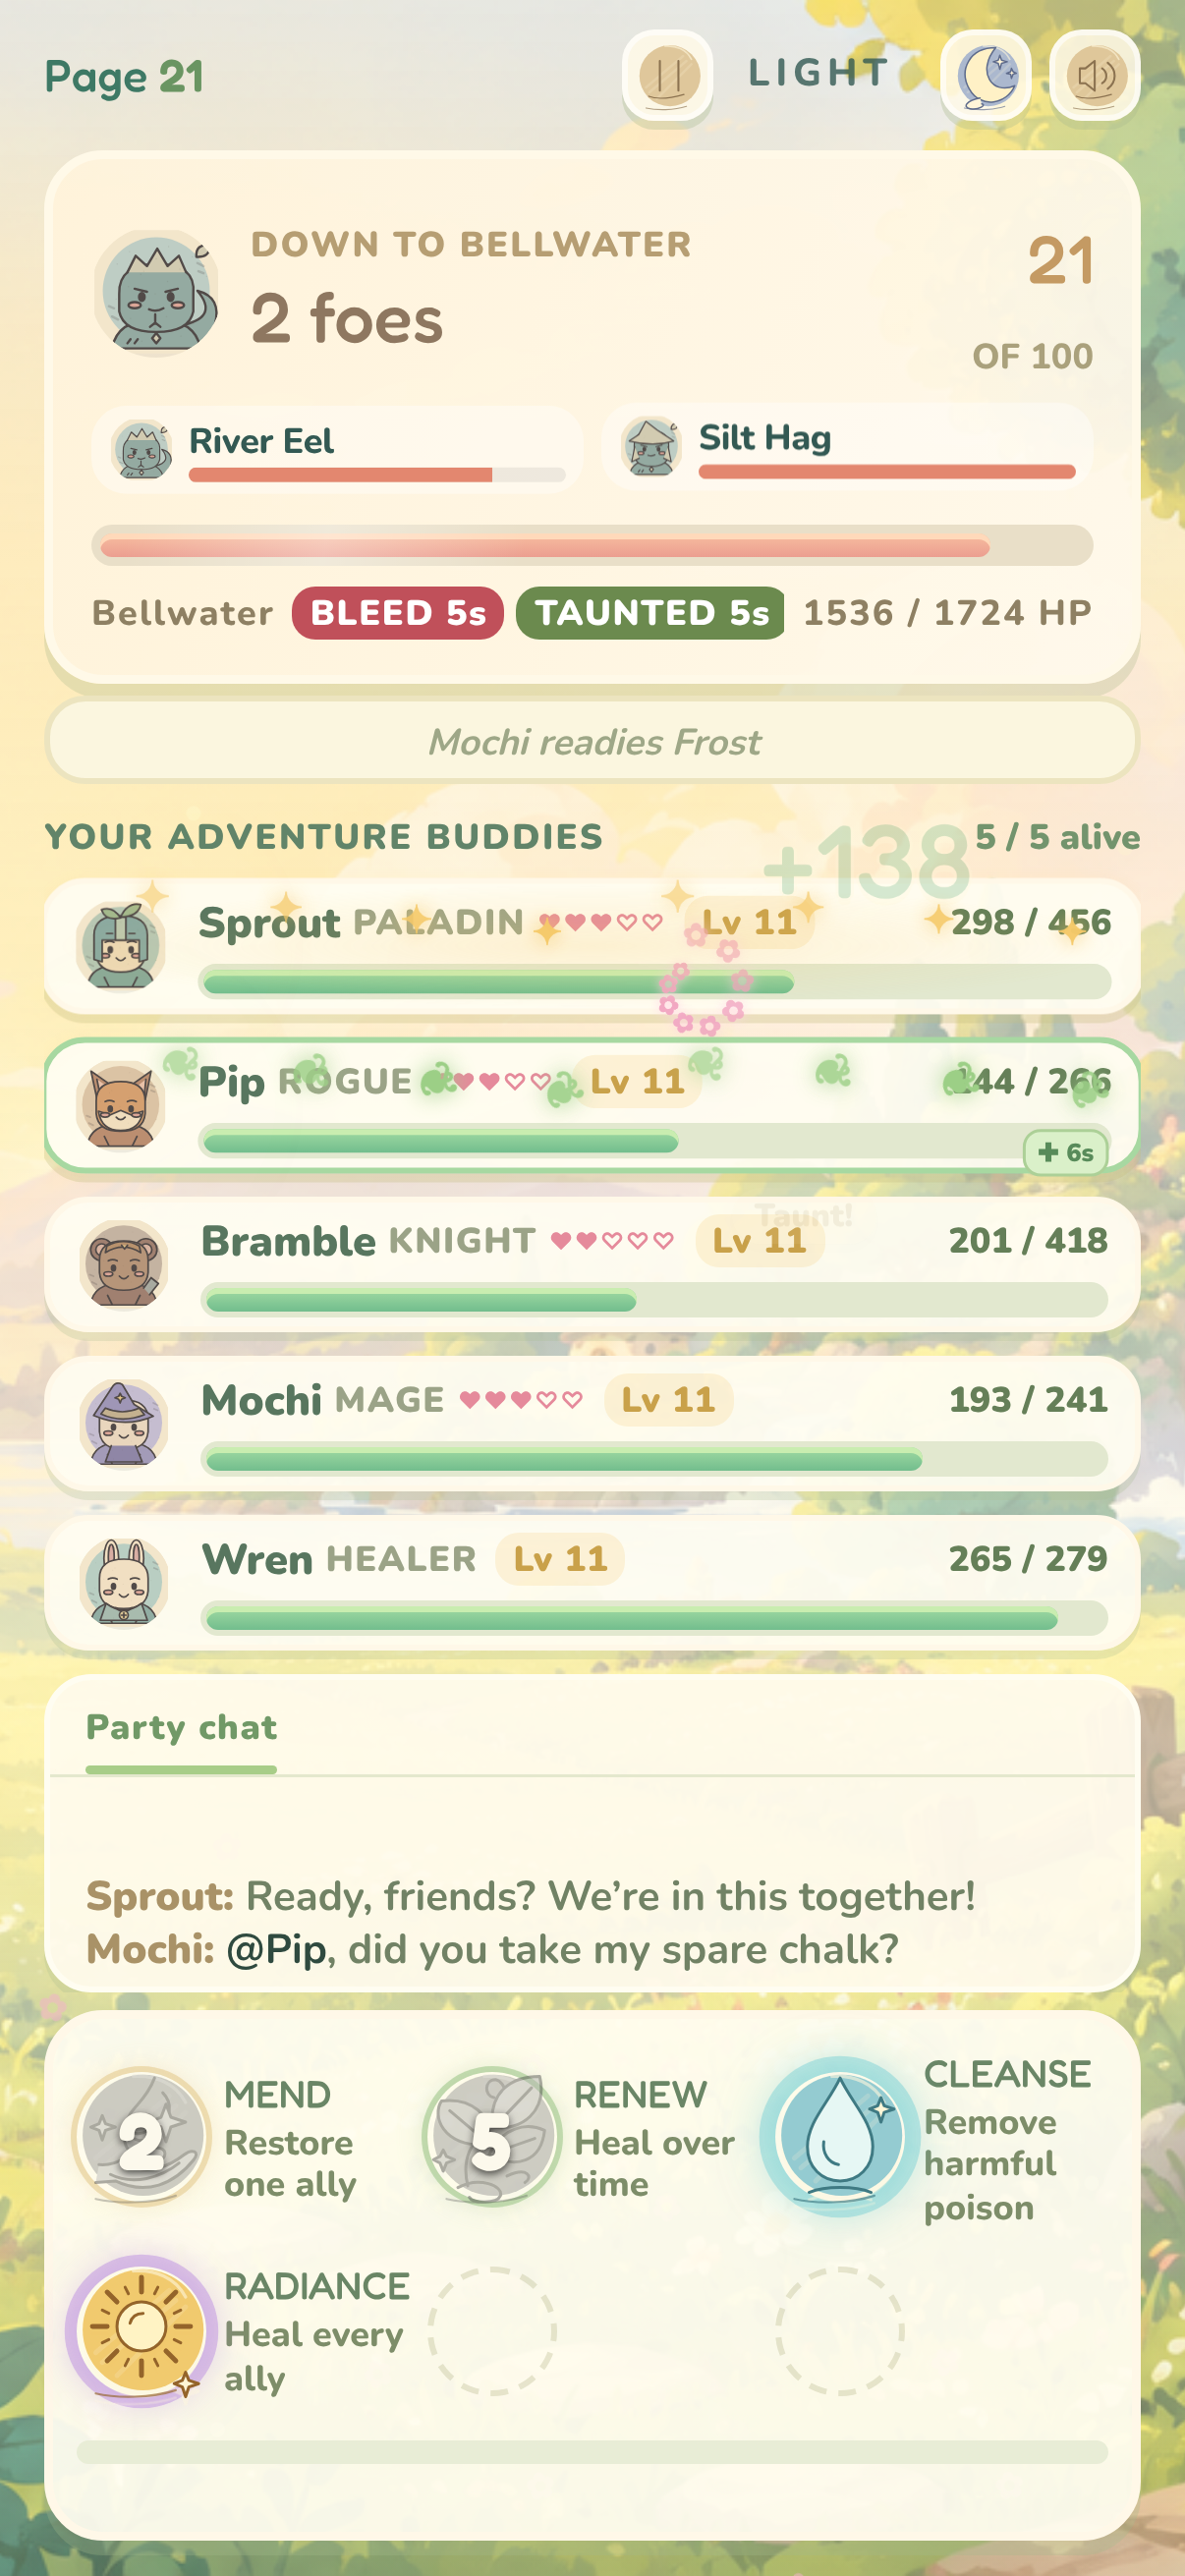 Page 21
LIGHT
DOWN TO BELLWATER
2 foes
21
OF 100
River Eel
Silt Hag
Bellwater BLEED 5s TAUNTED 5s 1536 / 1724 HP
Mochi readies Frost
YOUR ADVENTURE BUDDIES
+138
5 / 5 alive
Sprout PALADIN Lv 11 298 / 456
Pip ROGUE Lv 11 144 / 266
+ 6s
Taunt!
Bramble KNIGHT Lv 11 201 / 418
Mochi MAGE Lv 11 193 / 241
Wren HEALER Lv 11 265 / 279
Party chat
Sprout: Ready, friends? We’re in this together!
Mochi: @Pip, did you take my spare chalk?
2
MEND
Restore
one ally
5
RENEW
Heal over
time
CLEANSE
Remove
harmful
poison
RADIANCE
Heal every
ally